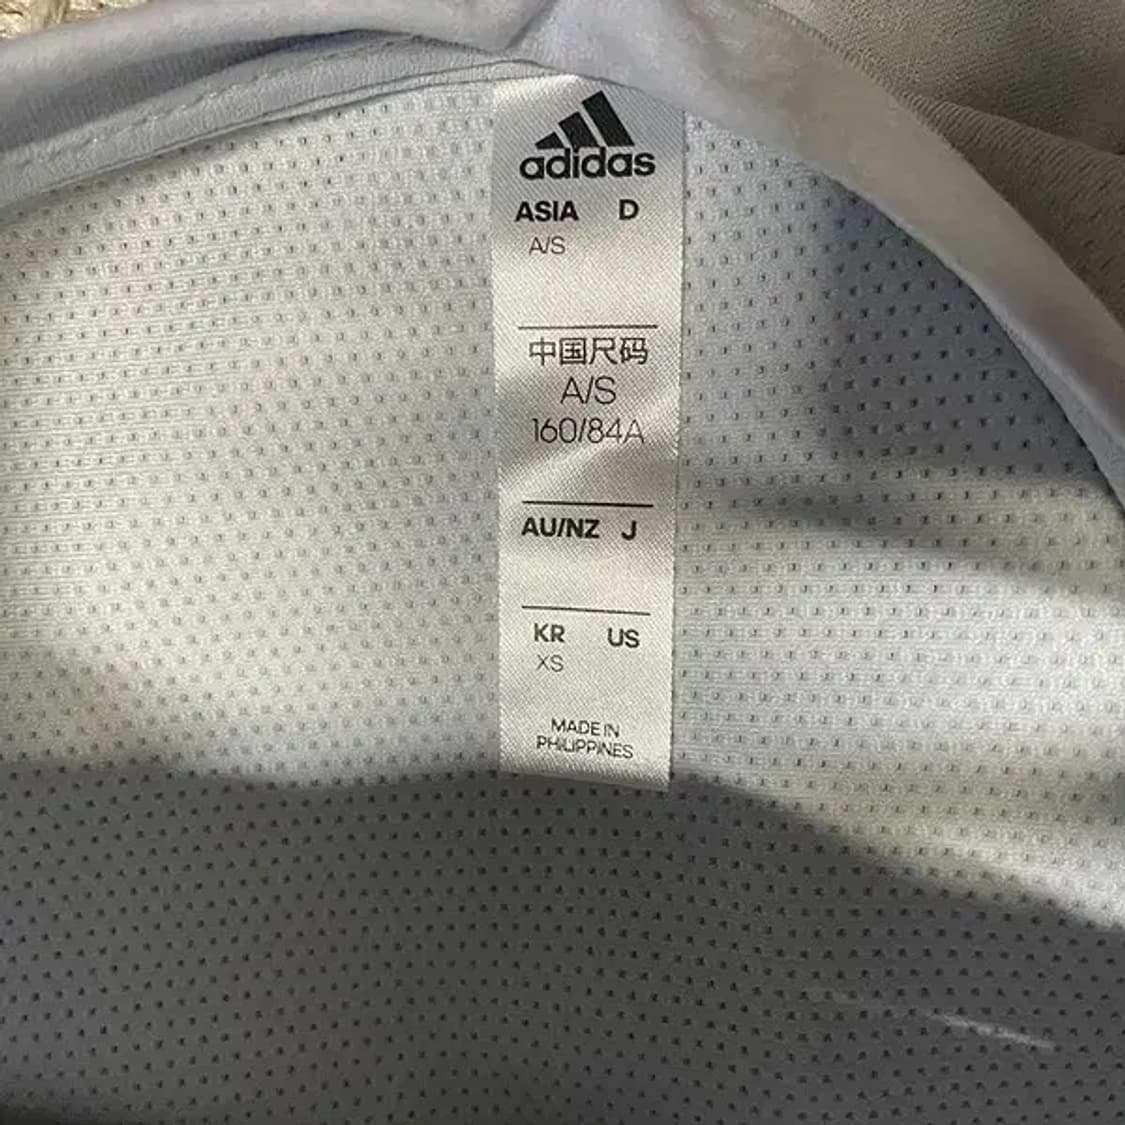 adidas
ASIA D
A/S
中国尺码
A/S
160/84A
AU/NZ J
KR US
XS
MADE IN
PHILIPPINES